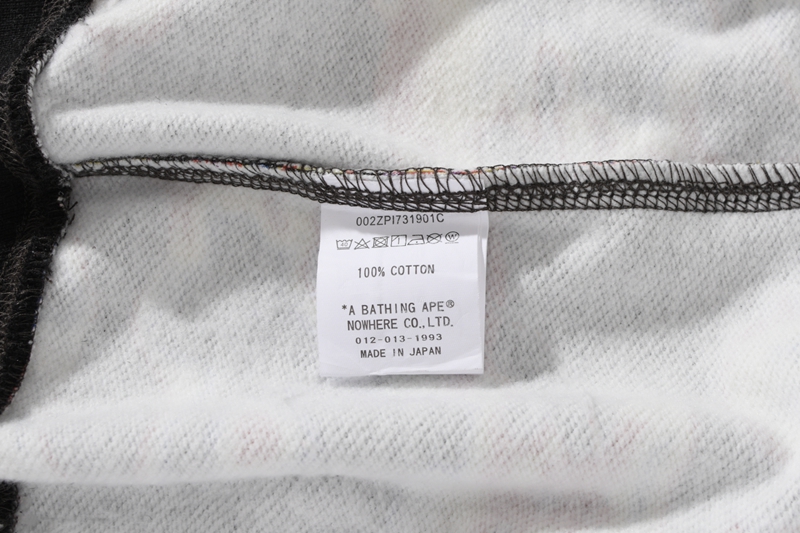 002ZPI731901C
100% COTTON
*A BATHING APE®
NOWHERE CO.,LTD.
012-013-1993
MADE IN JAPAN